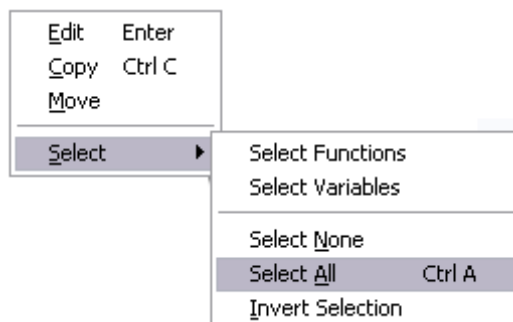 Edit Enter
Copy Ctrl C
Move
Select
Select Functions
Select Variables
Select None
Select All Ctrl A
Invert Selection